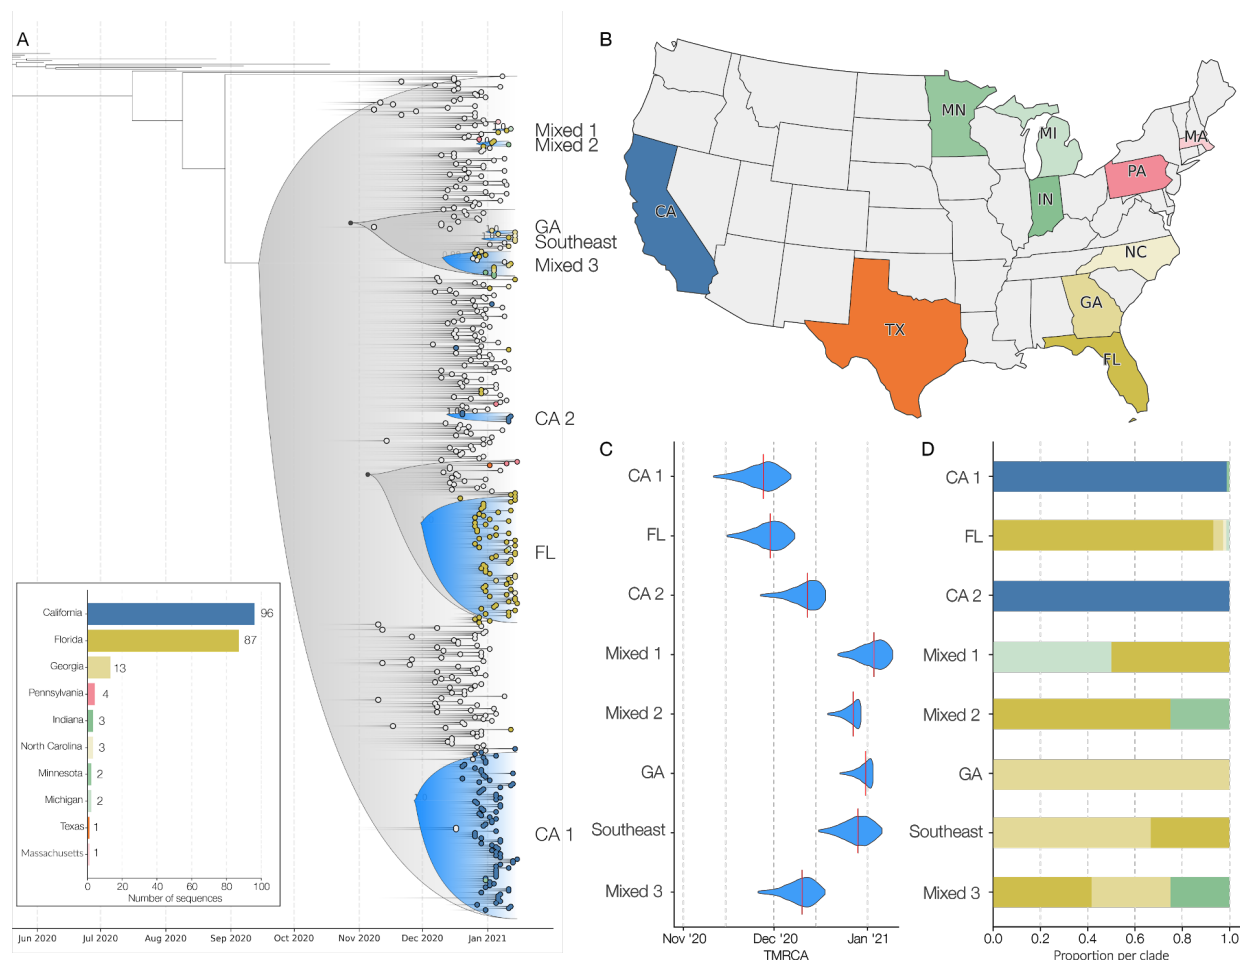 A
Mixed 1
Mixed 2
GA
Southeast
Mixed 3
CA 2
FL
CA 1
California 96
Florida 87
Georgia 13
Pennsylvania 4
Indiana 3
North Carolina 3
Minnesota 2
Michigan 2
Texas 1
Massachusetts 1
0 20 40 60 80 100
Number of sequences
Jun 2020 Jul 2020 Aug 2020 Sep 2020 Oct 2020 Nov 2020 Dec 2020 Jan 2021
B
MN
MI
MA
PA
IN
CA
NC
GA
TX
FL
C
CA 1
FL
CA 2
Mixed 1
Mixed 2
GA
Southeast
Mixed 3
Nov '20 Dec '20 Jan '21
TMRCA
D
CA 1
FL
CA 2
Mixed 1
Mixed 2
GA
Southeast
Mixed 3
0.0 0.2 0.4 0.6 0.8 1.0
Proportion per clade